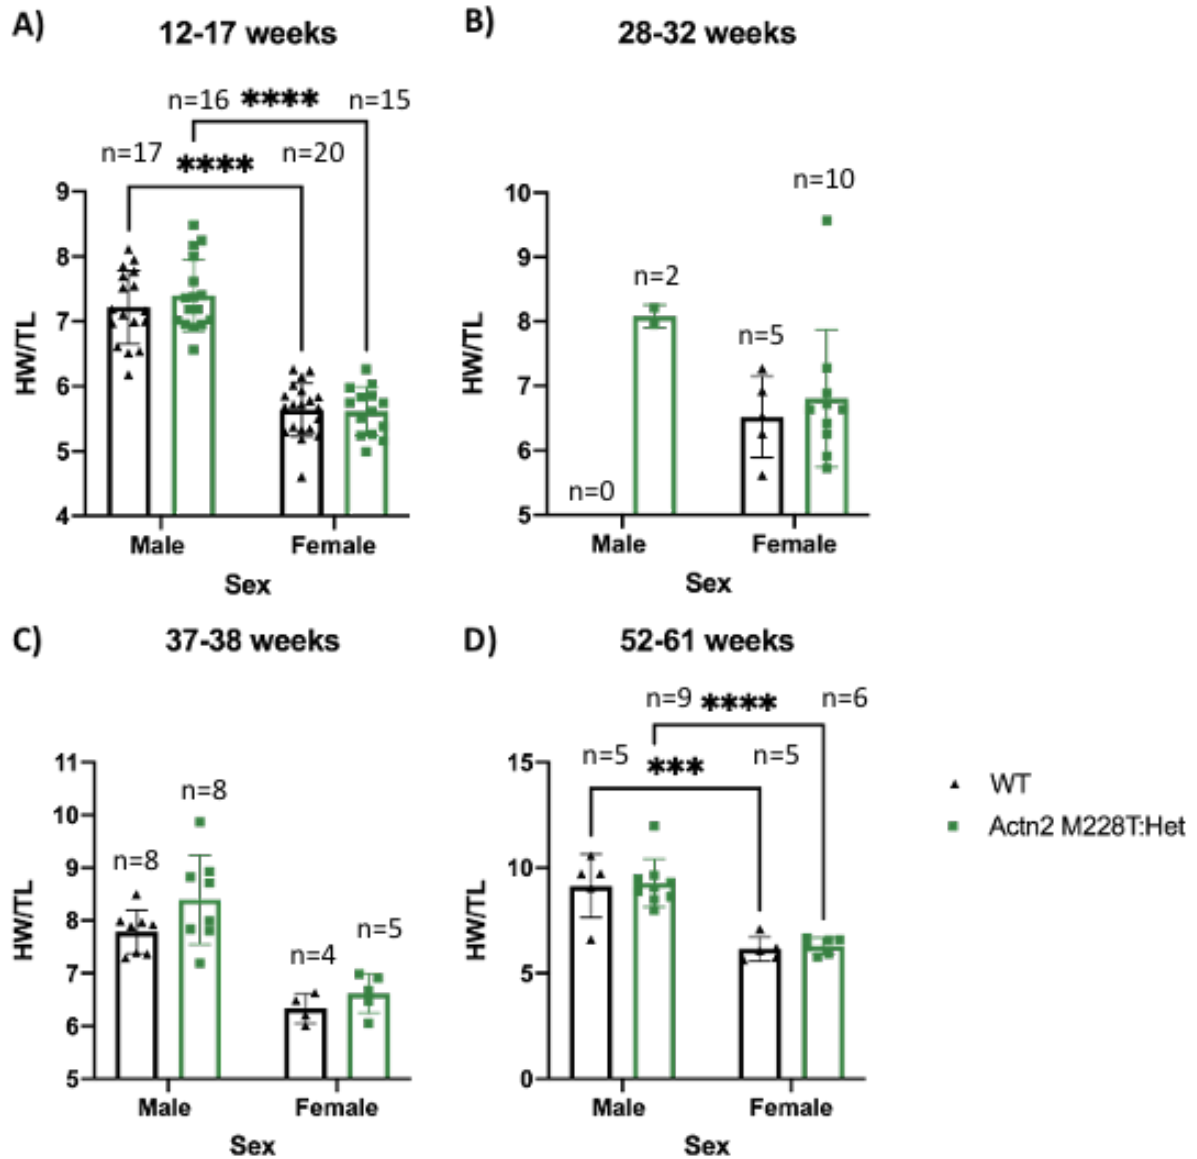 A)
12-17 weeks
n=16 **** n=15
n=17 **** n=20
9
8
7
6
5
4
HW/TL
Male Female
Sex
B)
28-32 weeks
n=10
n=2
n=5
n=0
10
9
8
7
6
5
HW/TL
Male Female
Sex
C)
37-38 weeks
n=8
n=8
n=5
n=4
11
10
9
8
7
6
5
HW/TL
Male Female
Sex
D)
52-61 weeks
n=9 **** n=6
n=5 *** n=5
15
10
5
0
HW/TL
Male Female
Sex
WT
Actn2 M228T:Het